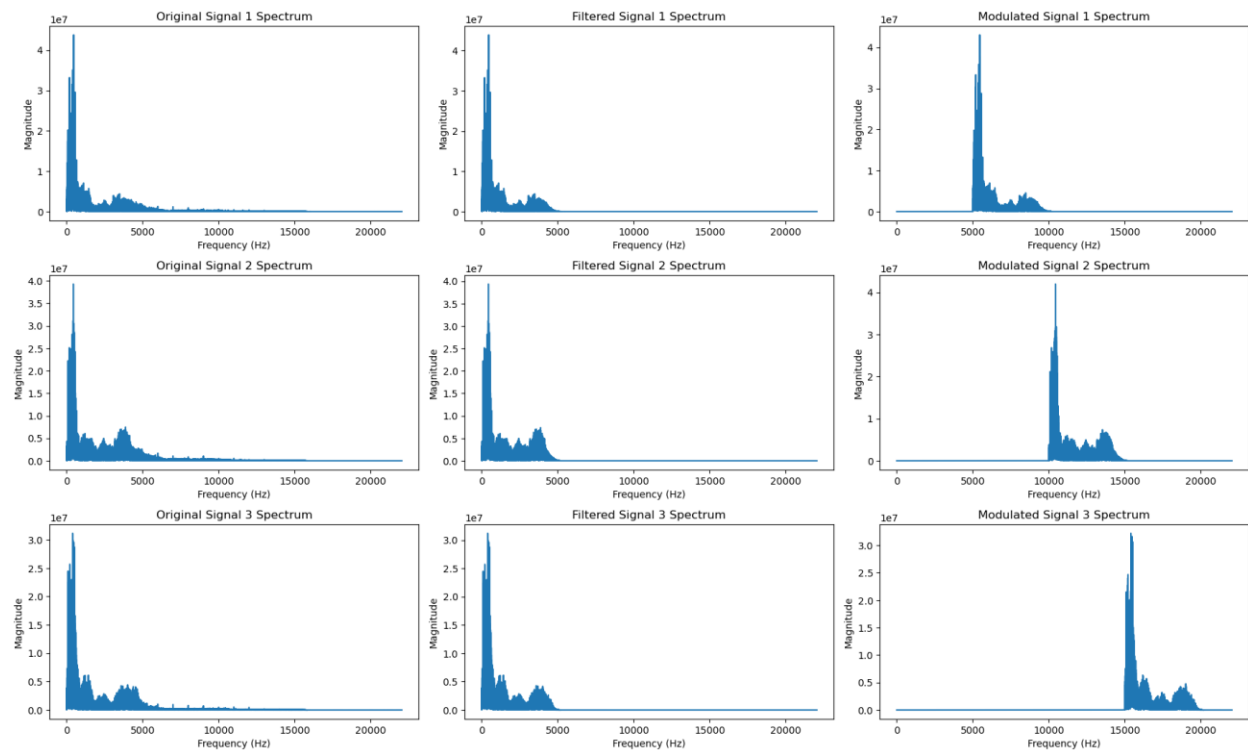 Original Signal 1 Spectrum
1e7
Magnitude
4
3
2
1
0
0 5000 10000 15000 20000
Frequency (Hz)
Filtered Signal 1 Spectrum
1e7
Magnitude
4
3
2
1
0
0 5000 10000 15000 20000
Frequency (Hz)
Modulated Signal 1 Spectrum
1e7
Magnitude
4
3
2
1
0
0 5000 10000 15000 20000
Frequency (Hz)
Original Signal 2 Spectrum
1e7
Magnitude
4.0
3.5
3.0
2.5
2.0
1.5
1.0
0.5
0.0
0 5000 10000 15000 20000
Frequency (Hz)
Filtered Signal 2 Spectrum
1e7
Magnitude
4.0
3.5
3.0
2.5
2.0
1.5
1.0
0.5
0.0
0 5000 10000 15000 20000
Frequency (Hz)
Modulated Signal 2 Spectrum
1e7
Magnitude
4
3
2
1
0
0 5000 10000 15000 20000
Frequency (Hz)
Original Signal 3 Spectrum
1e7
Magnitude
3.0
2.5
2.0
1.5
1.0
0.5
0.0
0 5000 10000 15000 20000
Frequency (Hz)
Filtered Signal 3 Spectrum
1e7
Magnitude
3.0
2.5
2.0
1.5
1.0
0.5
0.0
0 5000 10000 15000 20000
Frequency (Hz)
Modulated Signal 3 Spectrum
1e7
Magnitude
3.0
2.5
2.0
1.5
1.0
0.5
0.0
0 5000 10000 15000 20000
Frequency (Hz)